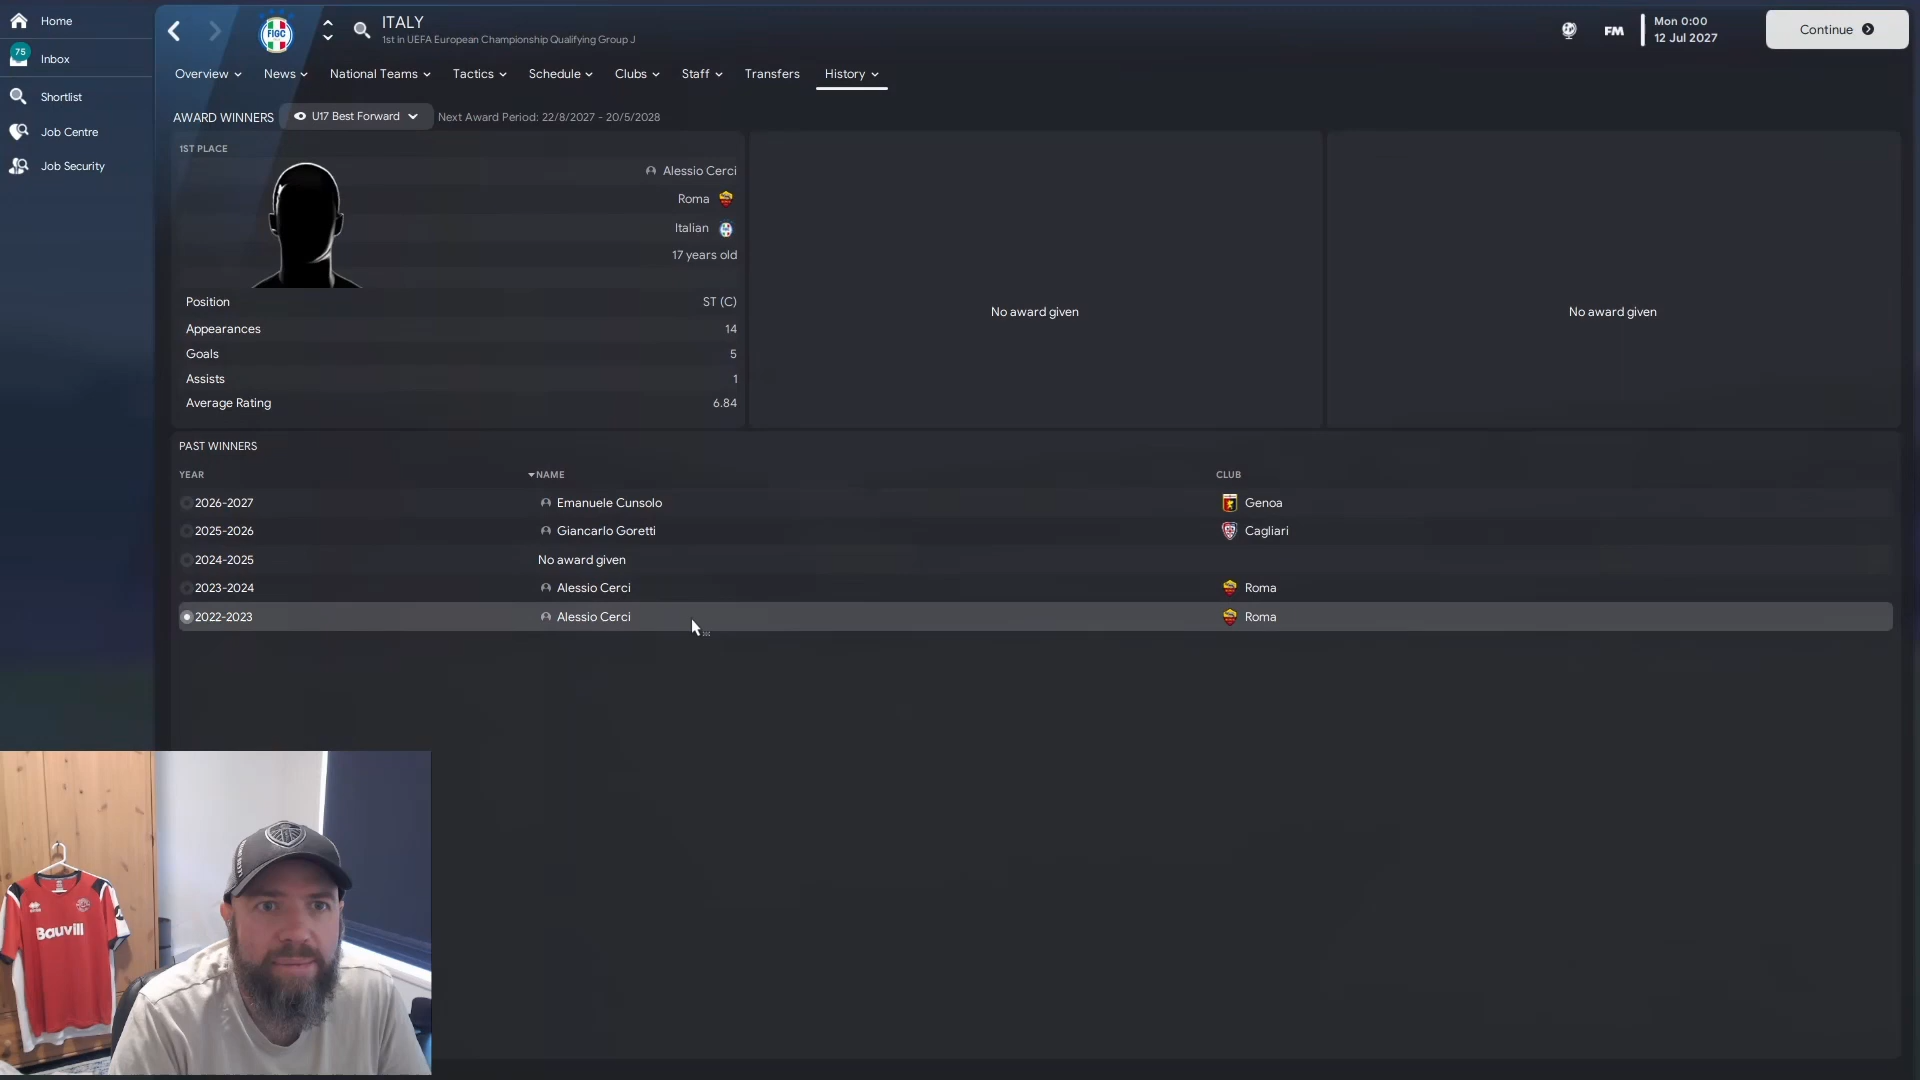 Home
75
Inbox
Shortlist
Job Centre
Job Security
FIGC
ITALY
1st in UEFA European Championship Qualifying Group J
FM
Mon 0:00
12 Jul 2027
Continue
Overview News National Teams Tactics Schedule Clubs Staff Transfers History
AWARD WINNERS U17 Best Forward Next Award Period: 22/8/2027 - 20/5/2028
1ST PLACE
Alessio Cerci
Roma
Italian
17 years old
Position ST (C)
Appearances 14
Goals 5
Assists 1
Average Rating 6.84
No award given
No award given
PAST WINNERS
YEAR NAME CLUB
2026-2027 Emanuele Cunsolo Genoa
2025-2026 Giancarlo Goretti Cagliari
2024-2025 No award given
2023-2024 Alessio Cerci Roma
2022-2023 Alessio Cerci Roma
Bauvill